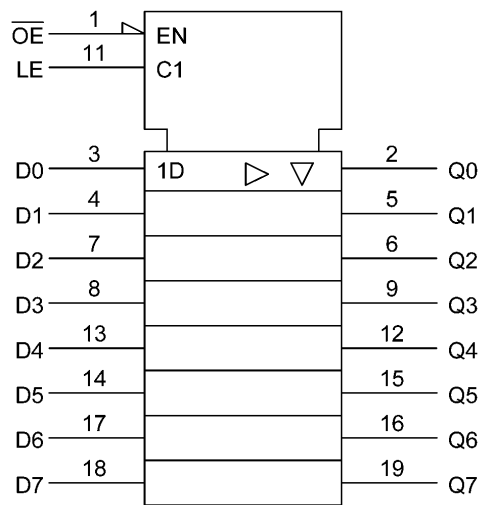 OE 1 EN
LE 11 C1
D0 3 1D 2 Q0
D1 4 5 Q1
D2 7 6 Q2
D3 8 9 Q3
D4 13 12 Q4
D5 14 15 Q5
D6 17 16 Q6
D7 18 19 Q7